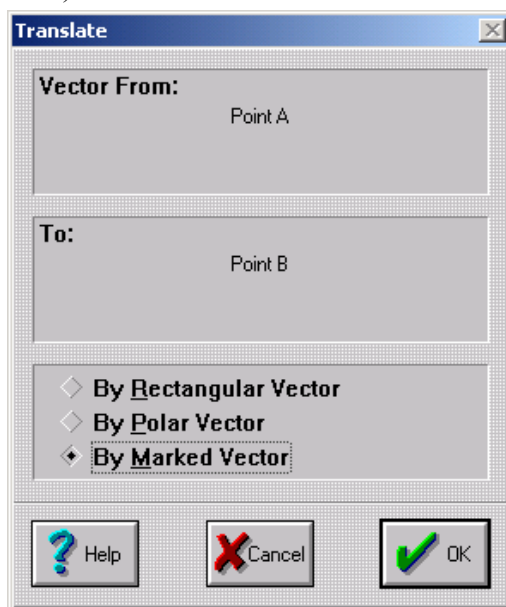 Translate
Vector From:
Point A
To:
Point B
By Rectangular Vector
By Polar Vector
By Marked Vector
Help Cancel OK